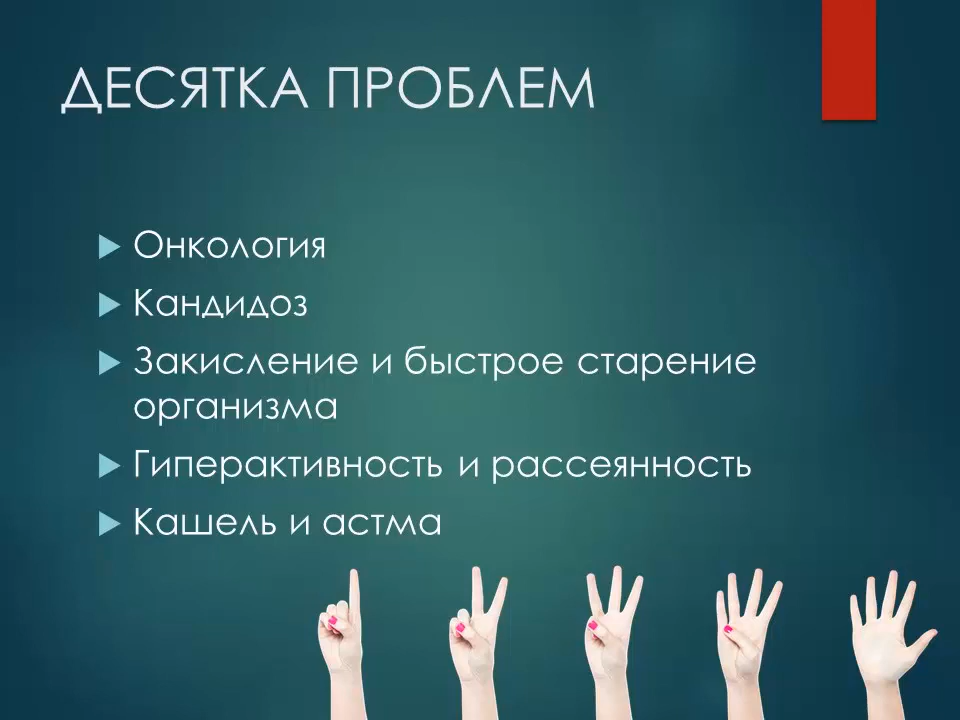 ДЕСЯТКА ПРОБЛЕМ
Онкология
Кандидоз
Закисление и быстрое старение
организма
Гиперактивность и рассеянность
Кашель и астма